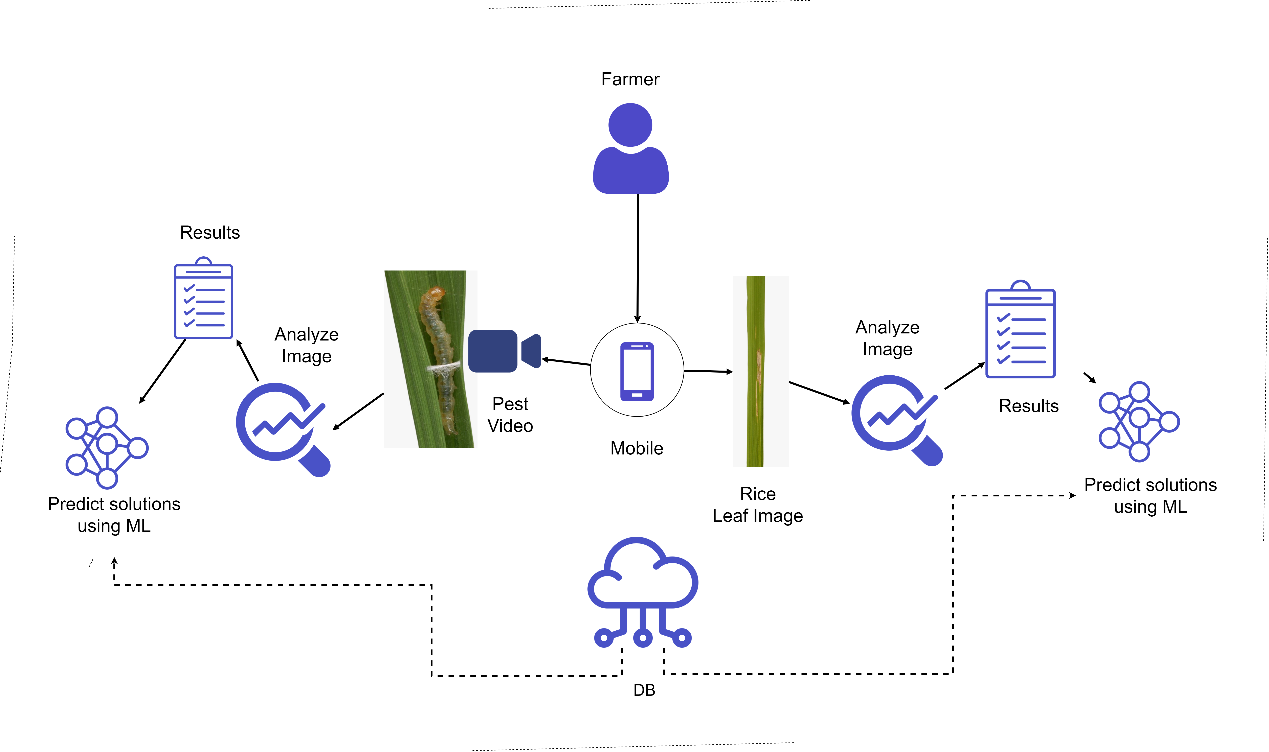 Farmer
Results
Analyze
Image
Analyze
Image
Pest
Video
Results
Mobile
Predict solutions
using ML
Rice
Leaf Image
Predict solutions
using ML
DB